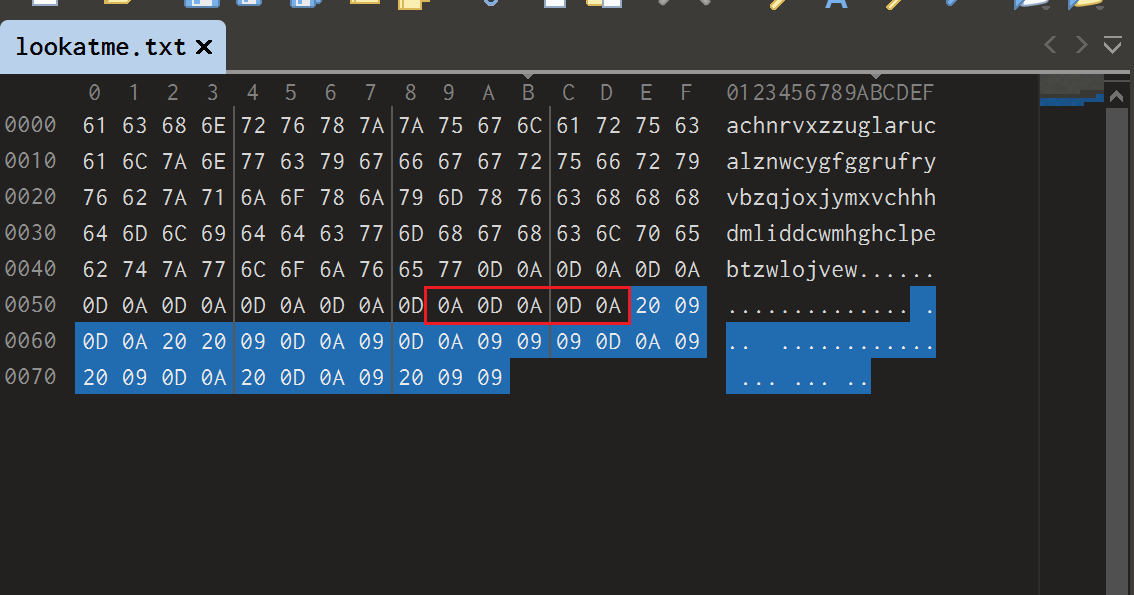 lookatme.txt ×
0 1 2 3 4 5 6 7 8 9 A B C D E F 0123456789ABCDEF
0000 61 63 68 6E 72 76 78 7A 7A 75 67 6C 61 72 75 63 achnrvxzzuglaruc
0010 61 6C 7A 6E 77 63 79 67 66 67 67 72 75 66 72 79 alznwcygfggrufry
0020 76 62 7A 71 6A 6F 78 6A 79 6D 78 76 63 68 68 68 vbzqjoxjymxvchhh
0030 64 6D 6C 69 64 64 63 77 6D 68 67 68 63 6C 70 65 dmliddcwmhghclpe
0040 62 74 7A 77 6C 6F 6A 76 65 77 0D 0A 0D 0A 0D 0A btzwlojvew......
0050 0D 0A 0D 0A 0D 0A 0D 0A 0D 0A 0D 0A 0D 0A 20 09 .............. .
0060 0D 0A 20 20 09 0D 0A 09 0D 0A 09 09 09 0D 0A 09 ..  ............
0070 20 09 0D 0A 20 0D 0A 09 20 09 09  ... ... ..